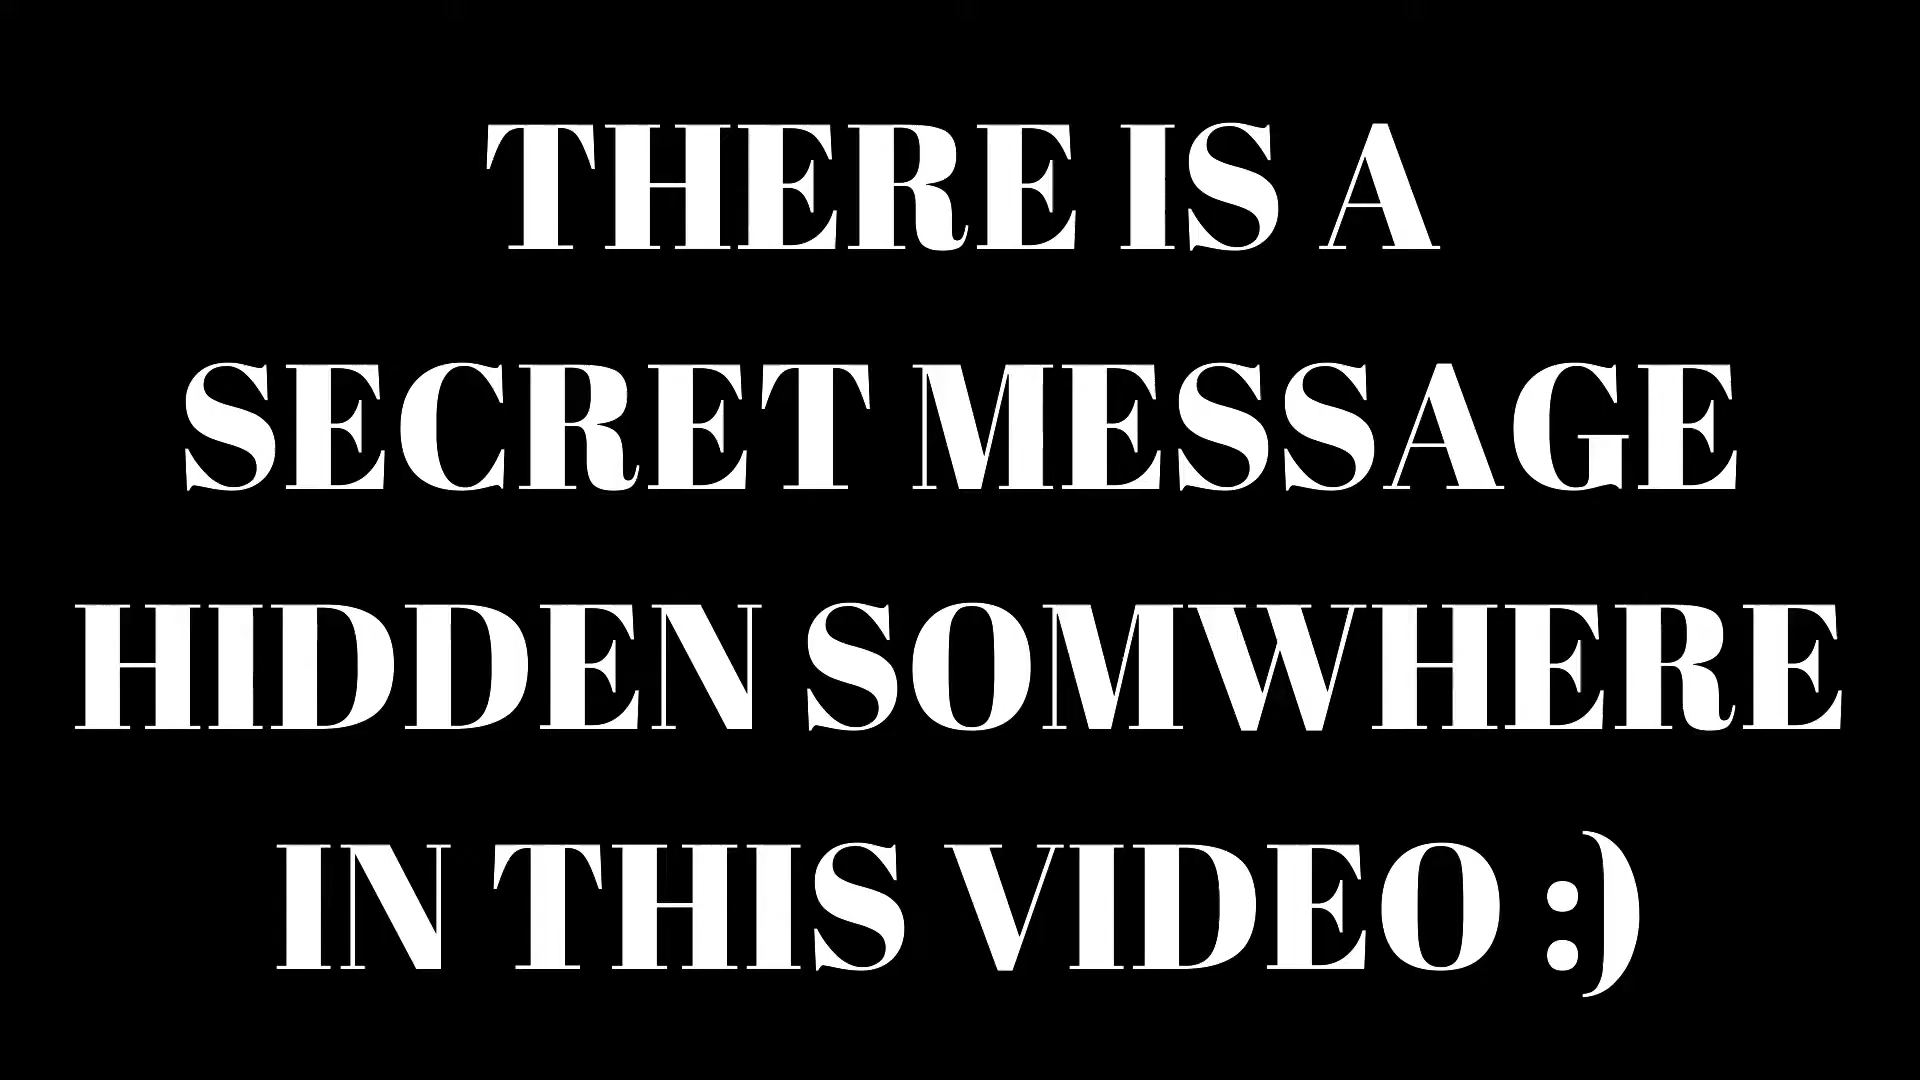 THERE IS A
SECRET MESSAGE
HIDDEN SOMWHERE
IN THIS VIDEO :)